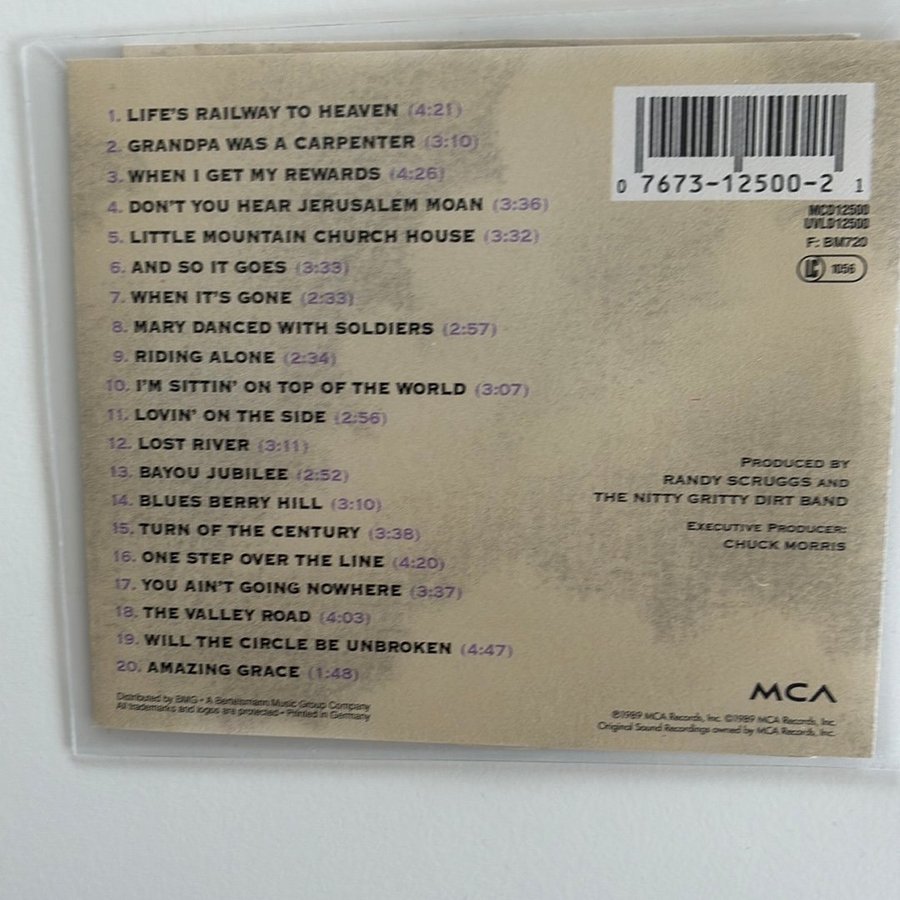 1. LIFE'S RAILWAY TO HEAVEN (4:21)
2. GRANDPA WAS A CARPENTER (3:10)
3. WHEN I GET MY REWARDS (4:26)
4. DON'T YOU HEAR JERUSALEM MOAN (3:36)
5. LITTLE MOUNTAIN CHURCH HOUSE (3:32)
6. AND SO IT GOES (3:33)
7. WHEN IT'S GONE (2:33)
8. MARY DANCED WITH SOLDIERS (2:57)
9. RIDING ALONE (2:34)
10. I'M SITTIN' ON TOP OF THE WORLD (3:07)
11. LOVIN' ON THE SIDE (2:56)
12. LOST RIVER (3:11)
13. BAYOU JUBILEE (2:52)
14. BLUES BERRY HILL (3:10)
15. TURN OF THE CENTURY (3:38)
16. ONE STEP OVER THE LINE (4:20)
17. YOU AIN'T GOING NOWHERE (3:37)
18. THE VALLEY ROAD (4:03)
19. WILL THE CIRCLE BE UNBROKEN (4:47)
20. AMAZING GRACE (1:48)
Distributed by BMG • A Bertelsmann Music Group Company
All trademarks and logos are protected • Printed in Germany
0 7673-12500-2 1
MCD12500
UVLD12500
F: BM720
LC 1056
PRODUCED BY
RANDY SCRUGGS AND
THE NITTY GRITTY DIRT BAND
EXECUTIVE PRODUCER:
CHUCK MORRIS
MCA
℗1989 MCA Records, Inc. ©1989 MCA Records, Inc.
Original Sound Recordings owned by MCA Records, Inc.